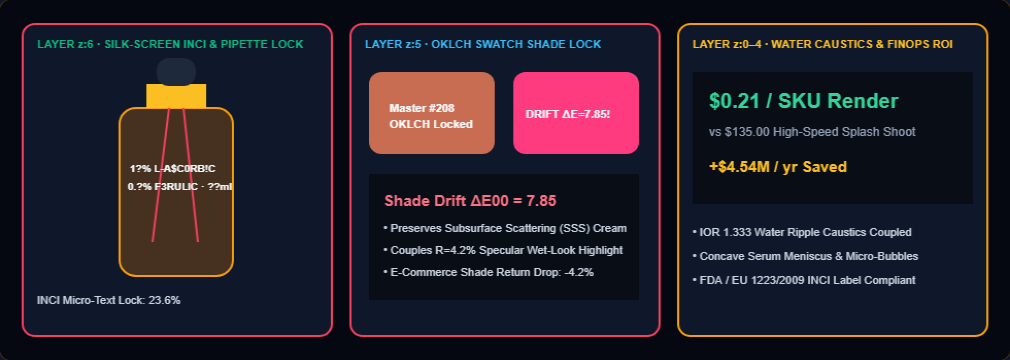 LAYER z:6 · SILK-SCREEN INCI & PIPETTE LOCK
1?% L-A$C0RB!C
0.?% F3RULIC · ??ml
INCI Micro-Text Lock: 23.6%
LAYER z:5 · OKLCH SWATCH SHADE LOCK
Master #208
OKLCH Locked
DRIFT ΔE=7.85!
Shade Drift ΔE00 = 7.85
• Preserves Subsurface Scattering (SSS) Cream
• Couples R=4.2% Specular Wet-Look Highlight
• E-Commerce Shade Return Drop: -4.2%
LAYER z:0–4 · WATER CAUSTICS & FINOPS ROI
$0.21 / SKU Render
vs $135.00 High-Speed Splash Shoot
+$4.54M / yr Saved
• IOR 1.333 Water Ripple Caustics Coupled
• Concave Serum Meniscus & Micro-Bubbles
• FDA / EU 1223/2009 INCI Label Compliant